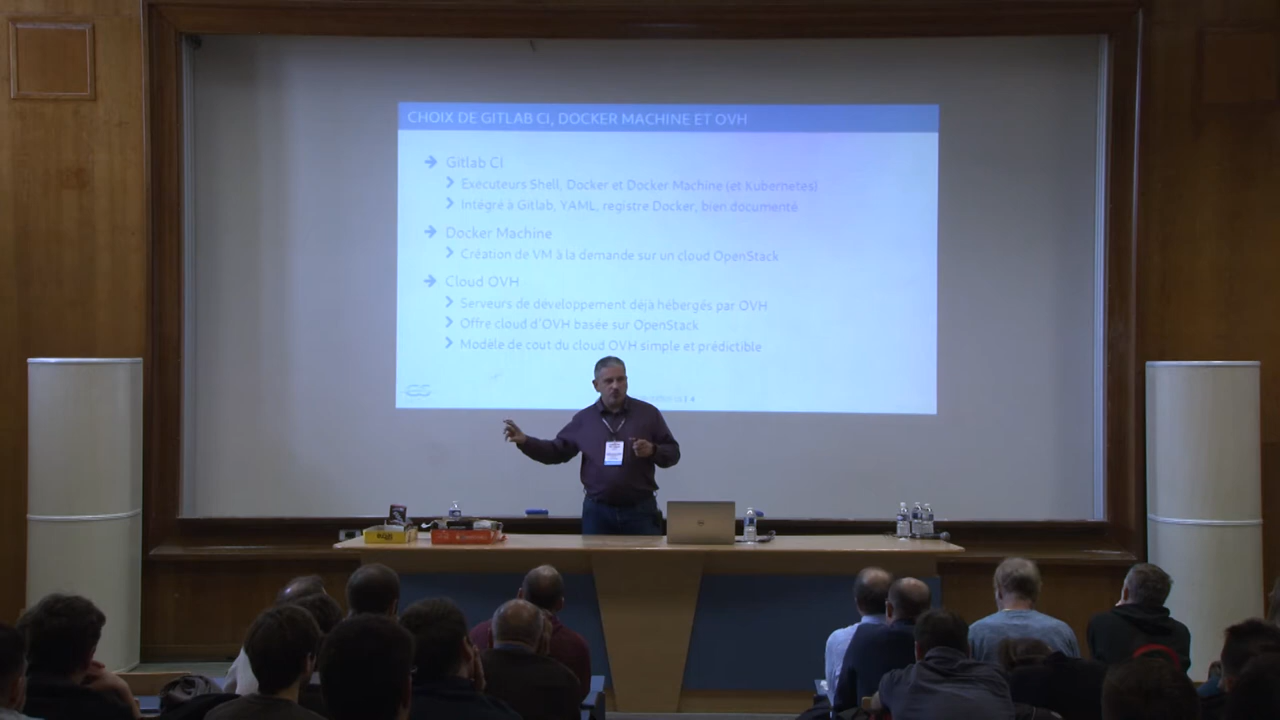 CHOIX DE GITLAB CI, DOCKER MACHINE ET OVH
Gitlab CI
Exécuteurs Shell, Docker et Docker Machine (et Kubernetes)
Intégré à Gitlab, YAML, registre Docker, bien documenté
Docker Machine
Création de VM à la demande sur un cloud OpenStack
Cloud OVH
Serveurs de développement déjà hébergés par OVH
Offre cloud d'OVH basée sur OpenStack
Modèle de cout du cloud OVH simple et prédictible